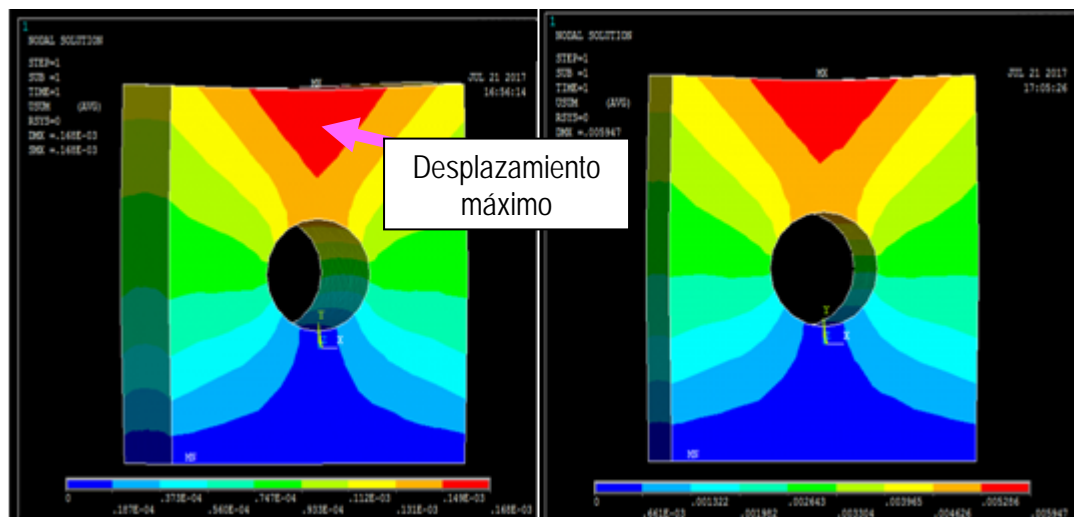 1
NODAL SOLUTION
STEP=1
SUB =1
TIME=1
USUM (AVG)
RSYS=0
DMX =.168E-03
SMX =.168E-03
JUL 21 2017
16:56:14
MX
Desplazamiento
máximo
Y
X
MN
0 .373E-04 .747E-04 .112E-03 .149E-03
.187E-04 .560E-04 .933E-04 .131E-03 .168E-03
1
NODAL SOLUTION
STEP=1
SUB =1
TIME=1
USUM (AVG)
RSYS=0
DMX =.005947
JUL 21 2017
17:05:26
MX
Y
X
MN
0 .001322 .002643 .003965 .005286
.661E-03 .001982 .003304 .004626 .005947